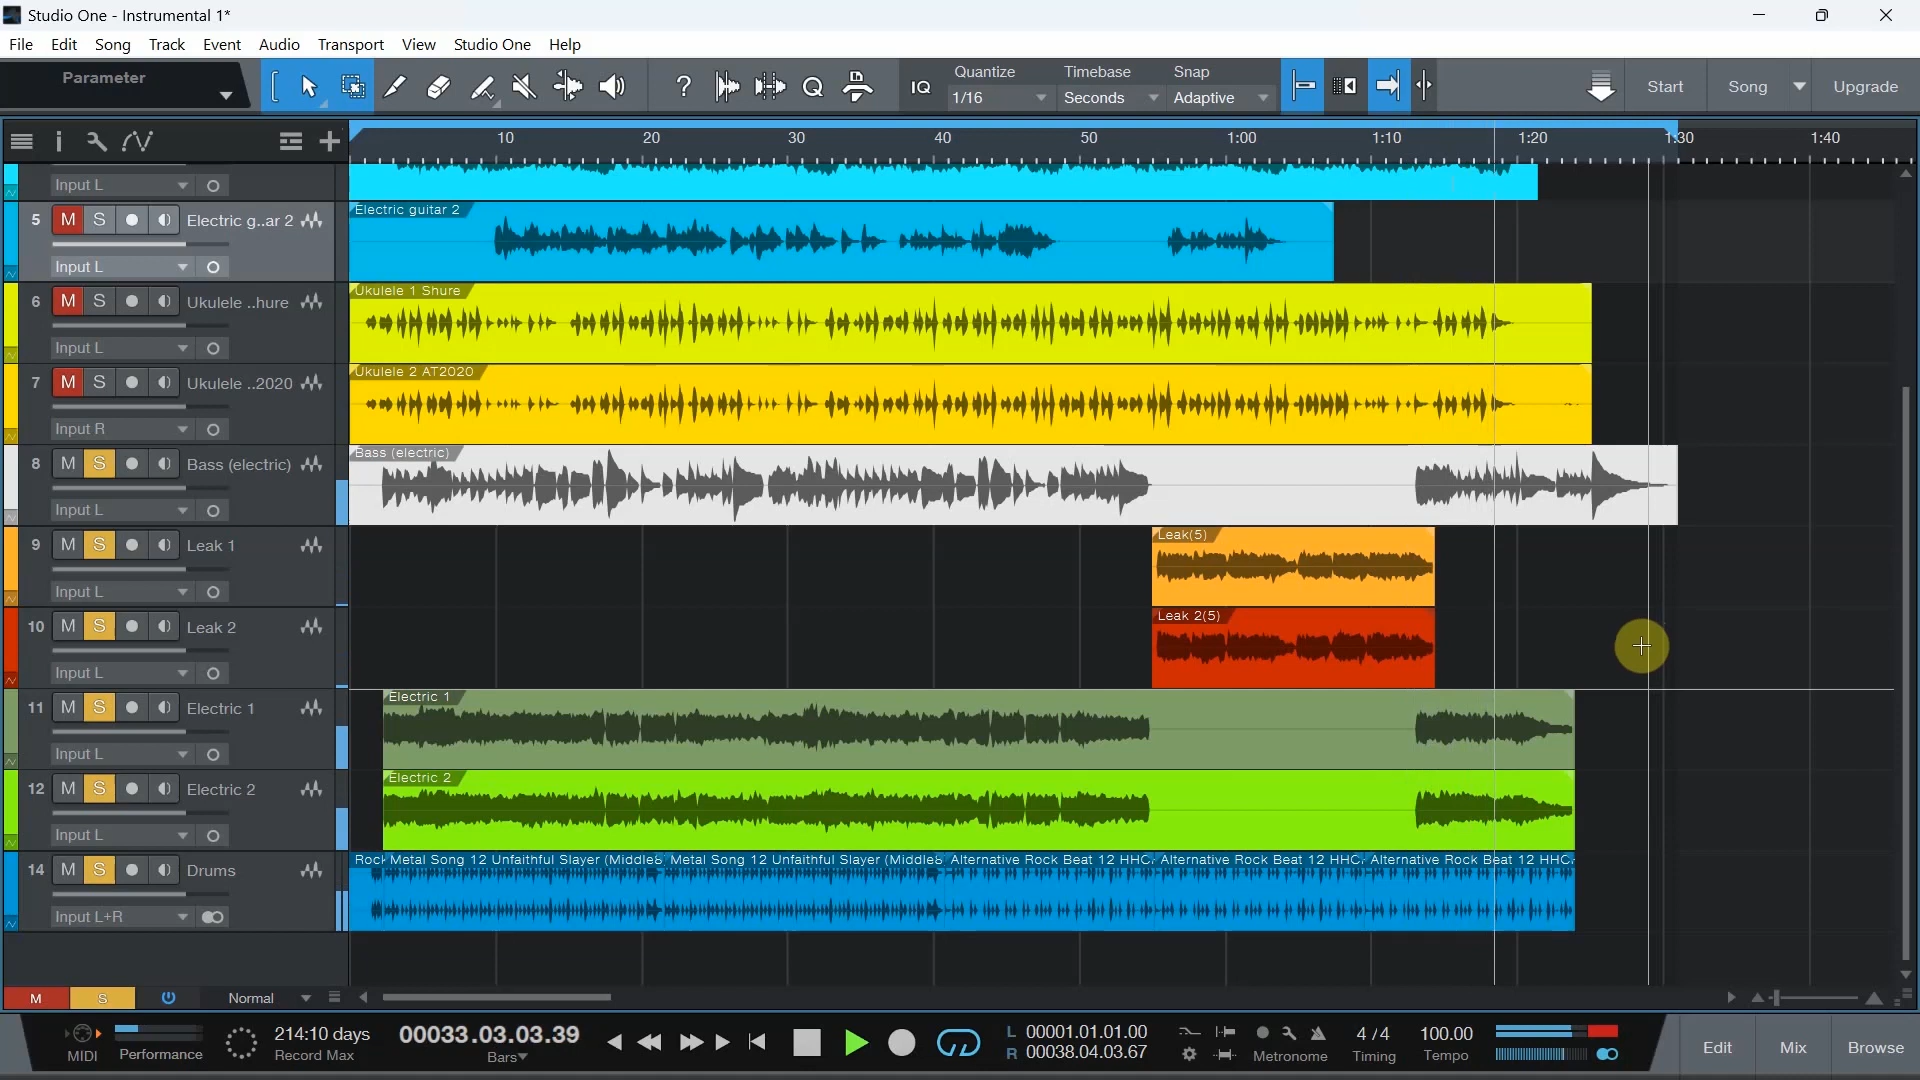 Studio One - Instrumental 1*
File Edit Song Track Event Audio Transport View Studio One Help
Parameter
? IQ Quantize Timebase Snap
1/16 Seconds Adaptive
Start Song Upgrade
10 20 30 40 50 1:00 1:10 1:20 1:30 1:40
Input L
5 M S Electric g..ar 2
Input L
Electric guitar 2
6 M S Ukulele ..hure
Input L
Ukulele 1 Shure
7 M S Ukulele ..2020
Input R
Ukulele 2 AT2020
8 M S Bass (electric)
Input L
Bass (electric)
9 M S Leak 1
Input L
Leak(5)
10 M S Leak 2
Input L
Leak 2(5)
11 M S Electric 1
Input L
Electric 1
12 M S Electric 2
Input L
Electric 2
14 M S Drums
Input L+R
Metal Song 12 Unfaithful Slayer (Middle Metal Song 12 Unfaithful Slayer (Middle Alternative Rock Beat 12 HHC Alternative Rock Beat 12 HHC Alternative Rock Beat 12 HHC
M S Normal
MIDI Performance
214:10 days
Record Max
00033.03.03.39
Bars
L 00001.01.01.00
R 00038.04.03.67
Metronome
4 / 4
Timing
100.00
Tempo
Edit Mix Browse